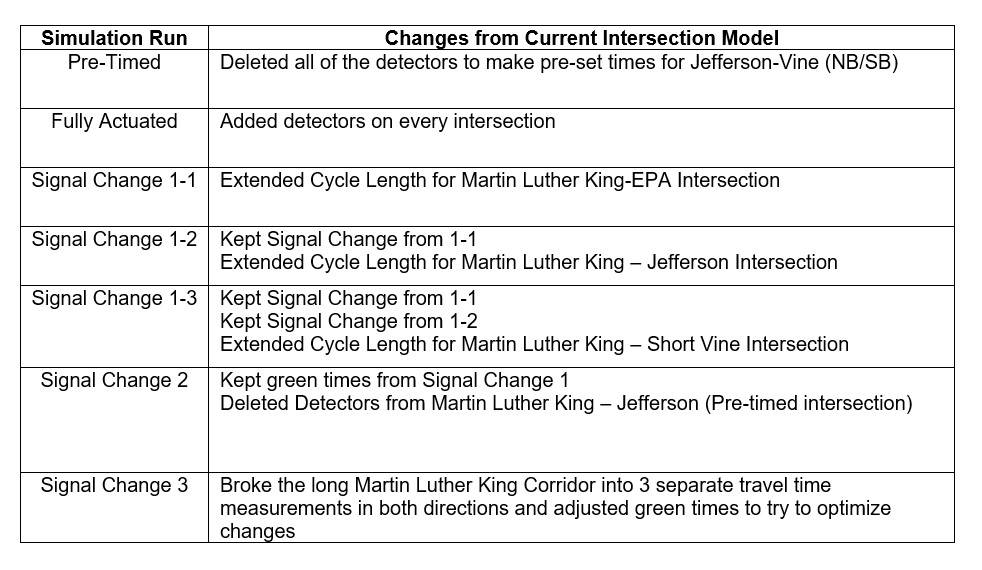 Simulation Run
Changes from Current Intersection Model
Pre-Timed
Deleted all of the detectors to make pre-set times for Jefferson-Vine (NB/SB)
Fully Actuated
Added detectors on every intersection
Signal Change 1-1
Extended Cycle Length for Martin Luther King-EPA Intersection
Signal Change 1-2
Kept Signal Change from 1-1
Extended Cycle Length for Martin Luther King – Jefferson Intersection
Signal Change 1-3
Kept Signal Change from 1-1
Kept Signal Change from 1-2
Extended Cycle Length for Martin Luther King – Short Vine Intersection
Signal Change 2
Kept green times from Signal Change 1
Deleted Detectors from Martin Luther King – Jefferson (Pre-timed intersection)
Signal Change 3
Broke the long Martin Luther King Corridor into 3 separate travel time
measurements in both directions and adjusted green times to try to optimize
changes